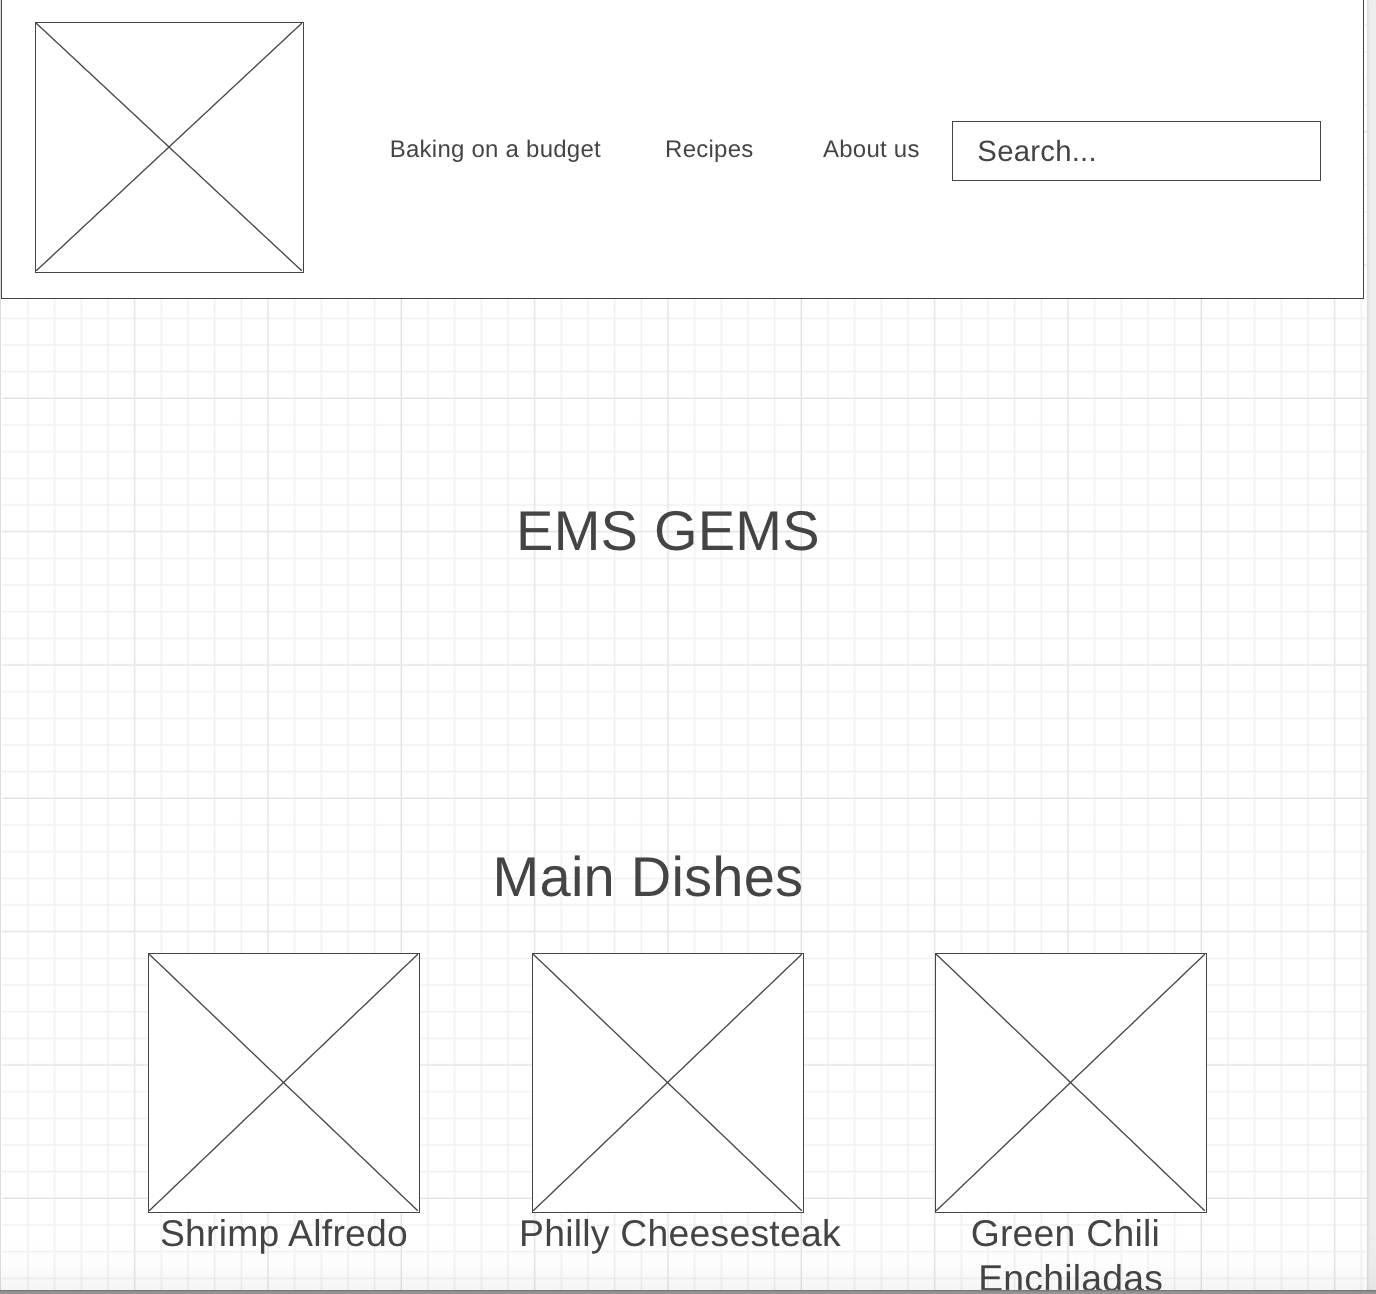 Baking on a budget Recipes About us Search...
EMS GEMS
Main Dishes
Shrimp Alfredo Philly Cheesesteak Green Chili
Enchiladas